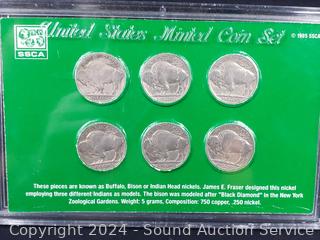 United States Minted Coin Set
© 1995 SSCA
SSCA
These pieces are known as Buffalo, Bison or Indian Head nickels. James E. Fraser designed this nickel
employing three different Indians as models. The bison was modeled after "Black Diamond" in the New York
Zoological Gardens. Weight: 5 grams, Composition: 750 copper, .250 nickel.
Copyright 2024 - Sound Auction Service